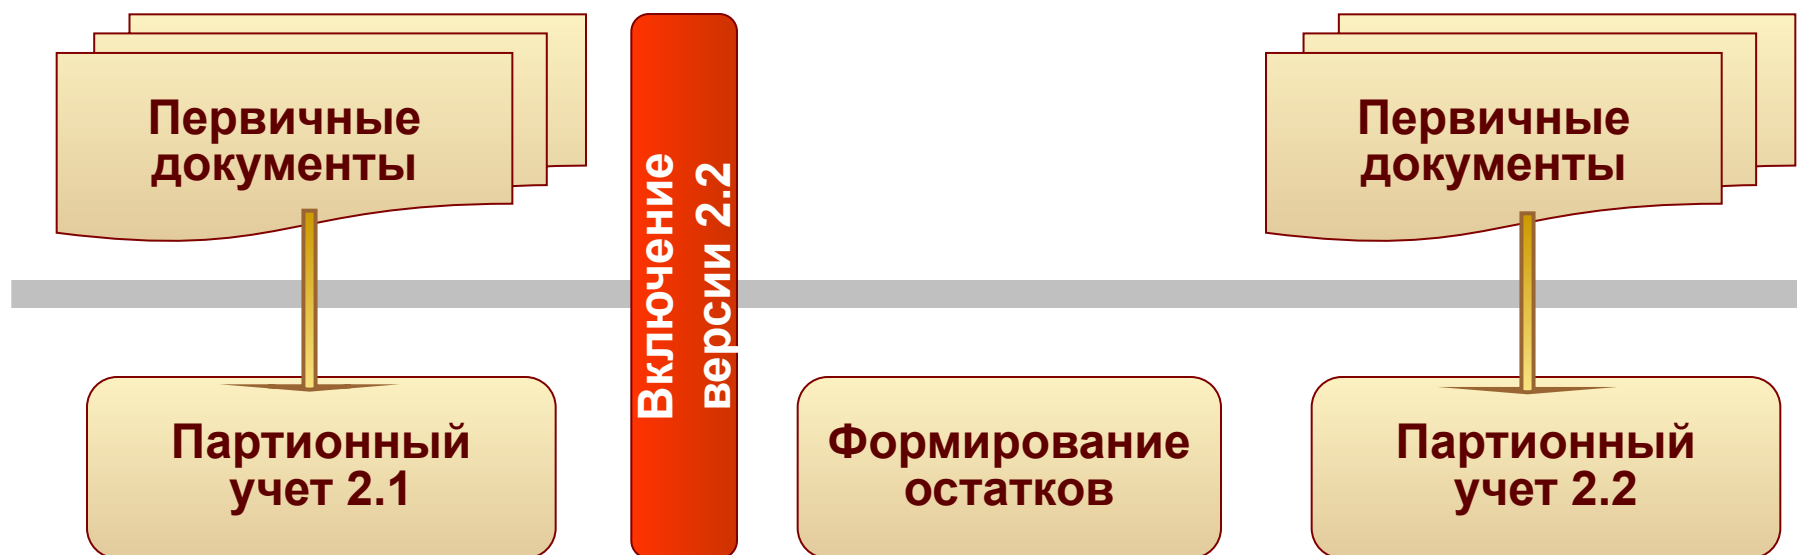 Первичные
документы
Включение
версии 2.2
Первичные
документы
Партионный
учет 2.1
Формирование
остатков
Партионный
учет 2.2